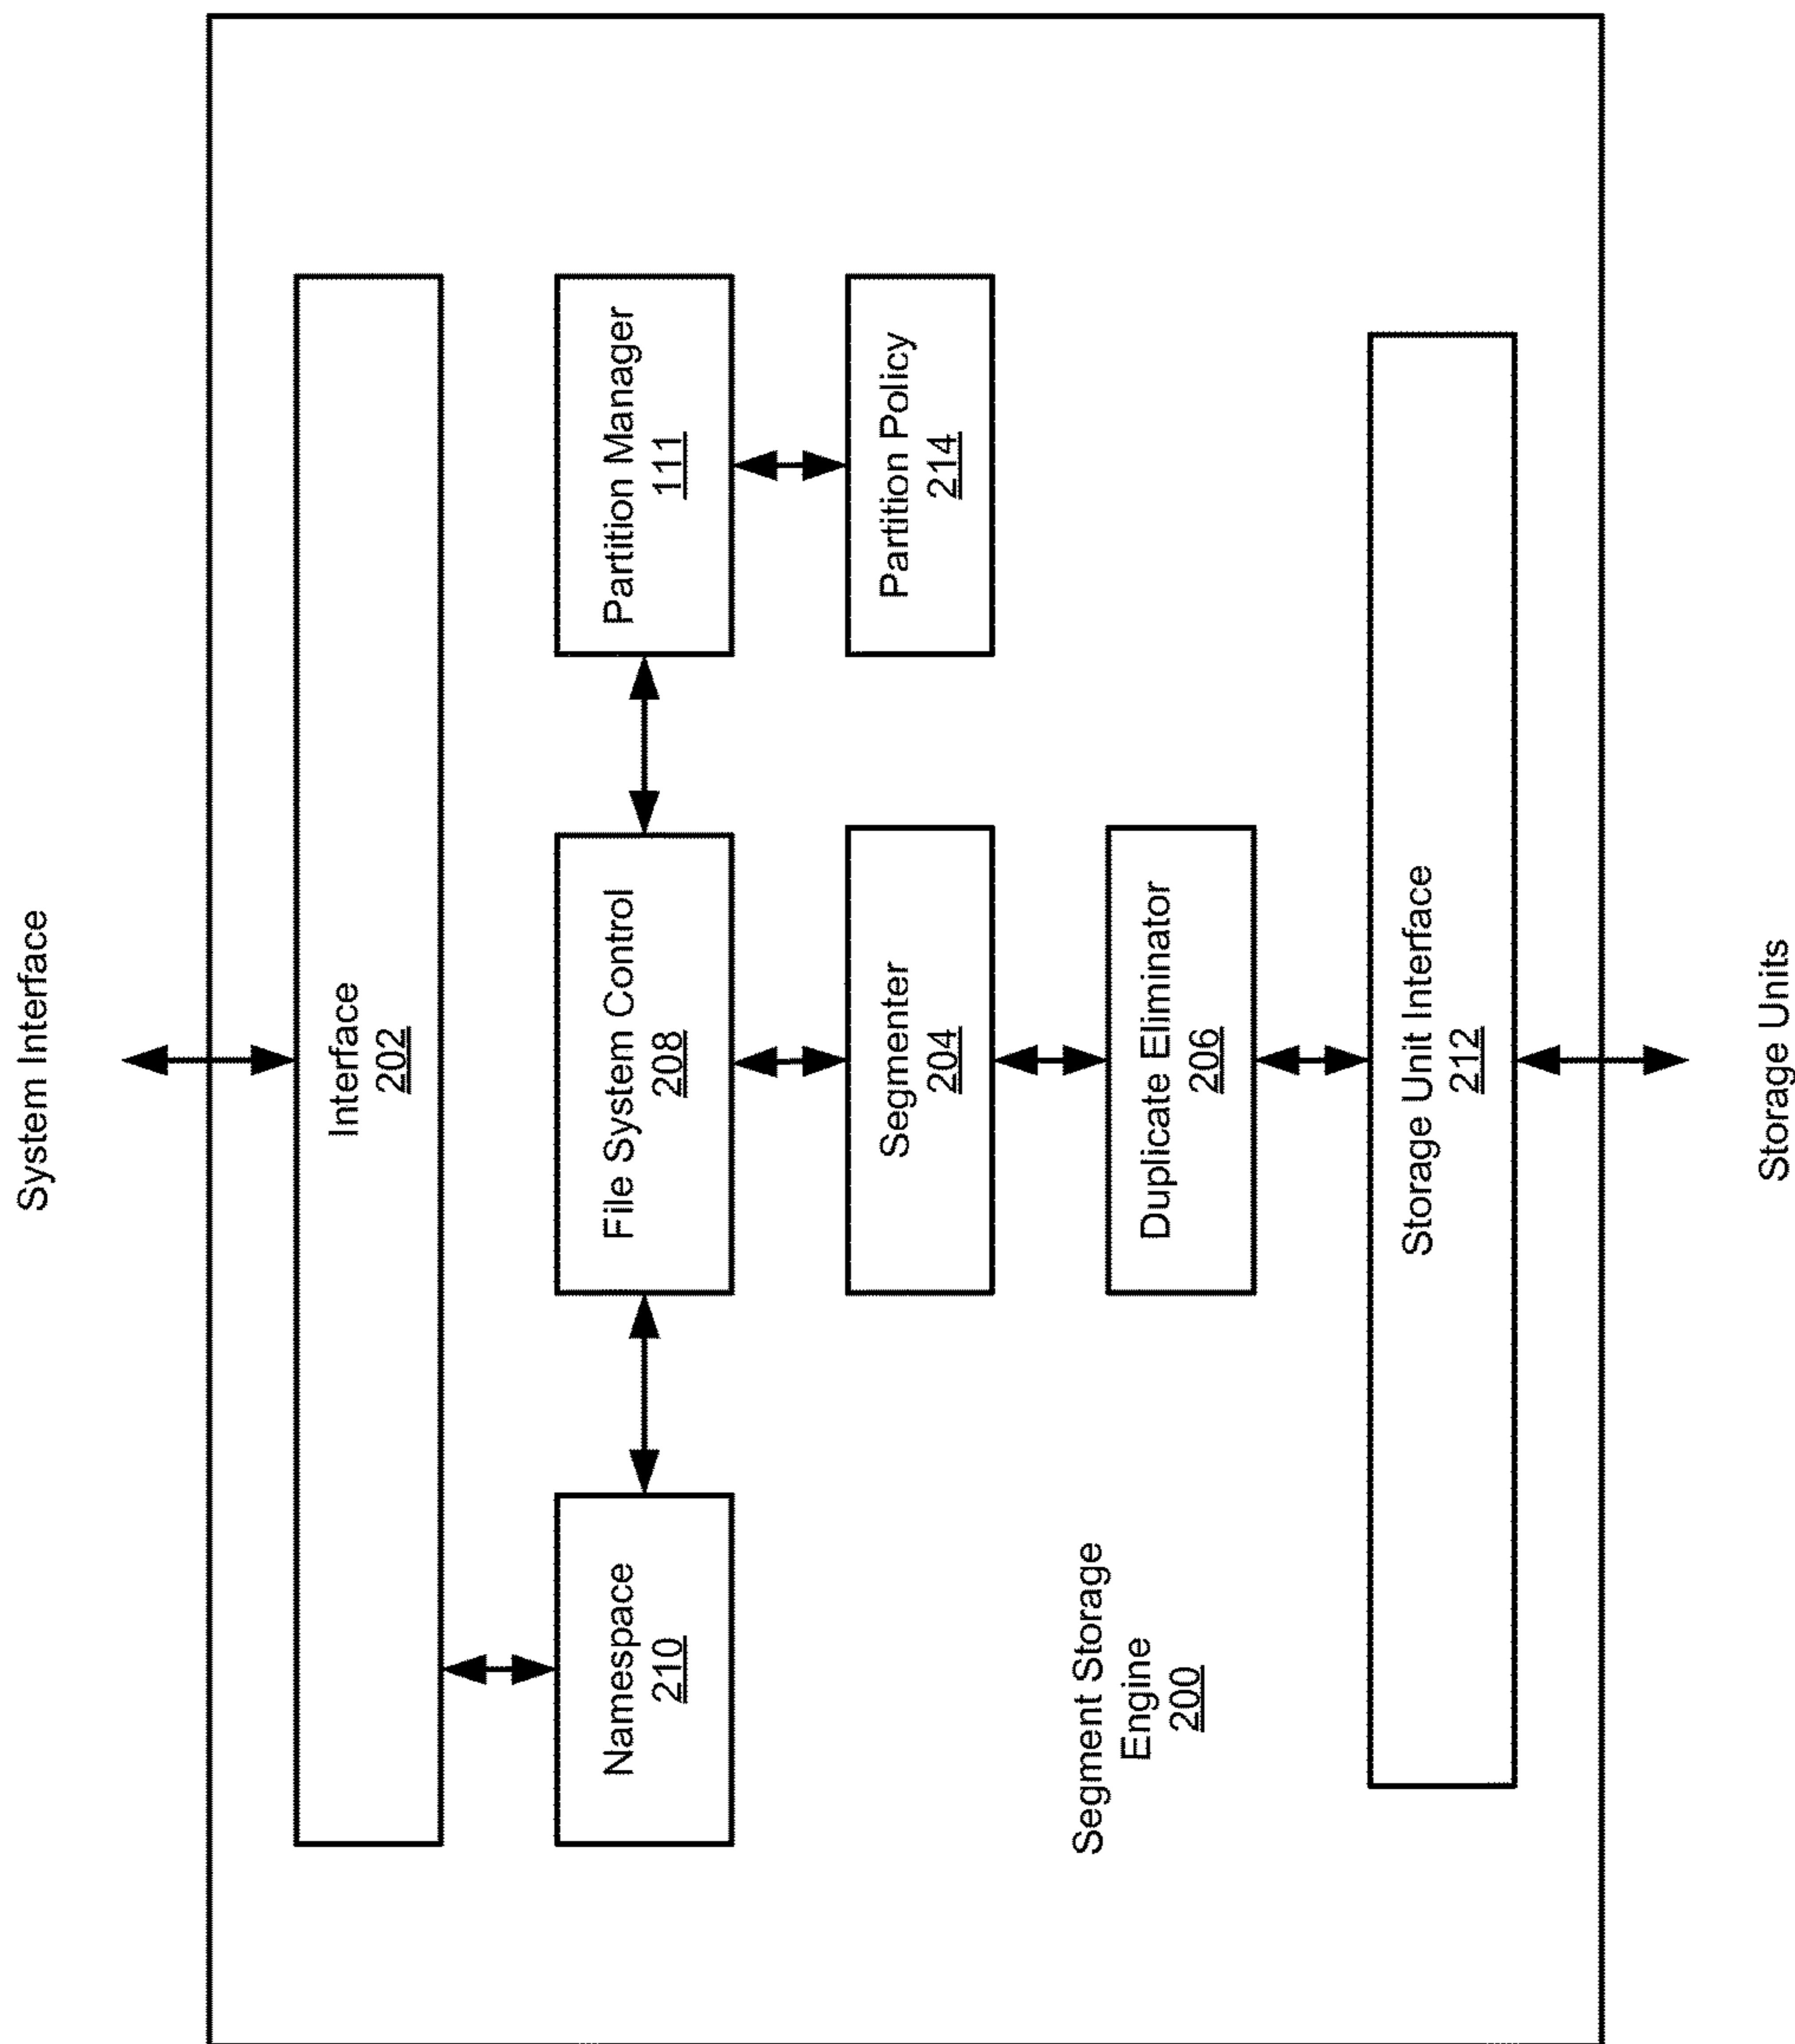 System Interface
Interface
202
Namespace
210
File System Control
208
Partition Manager
111
Segmenter
204
Partition Policy
214
Segment Storage
Engine
200
Duplicate Eliminator
206
Storage Unit Interface
212
Storage Units